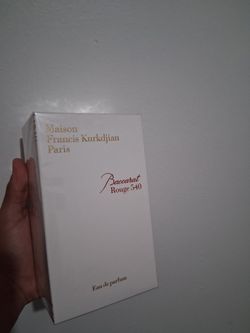 Maison
Francis Kurkdjian
Paris
Baccarat
Rouge 540
Eau de parfum